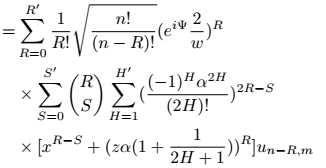 = \sum_{R=0}^{R'} \frac{1}{R!} \sqrt{\frac{n!}{(n-R)!}} (e^{i\Psi} \frac{2}{w})^R
\times \sum_{S=0}^{S'} \binom{R}{S} \sum_{H=1}^{H'} (\frac{(-1)^H \alpha^{2H}}{(2H)!})^{2R-S}
\times [x^{R-S} + (z\alpha(1 + \frac{1}{2H+1}))^R] u_{n-R,m}